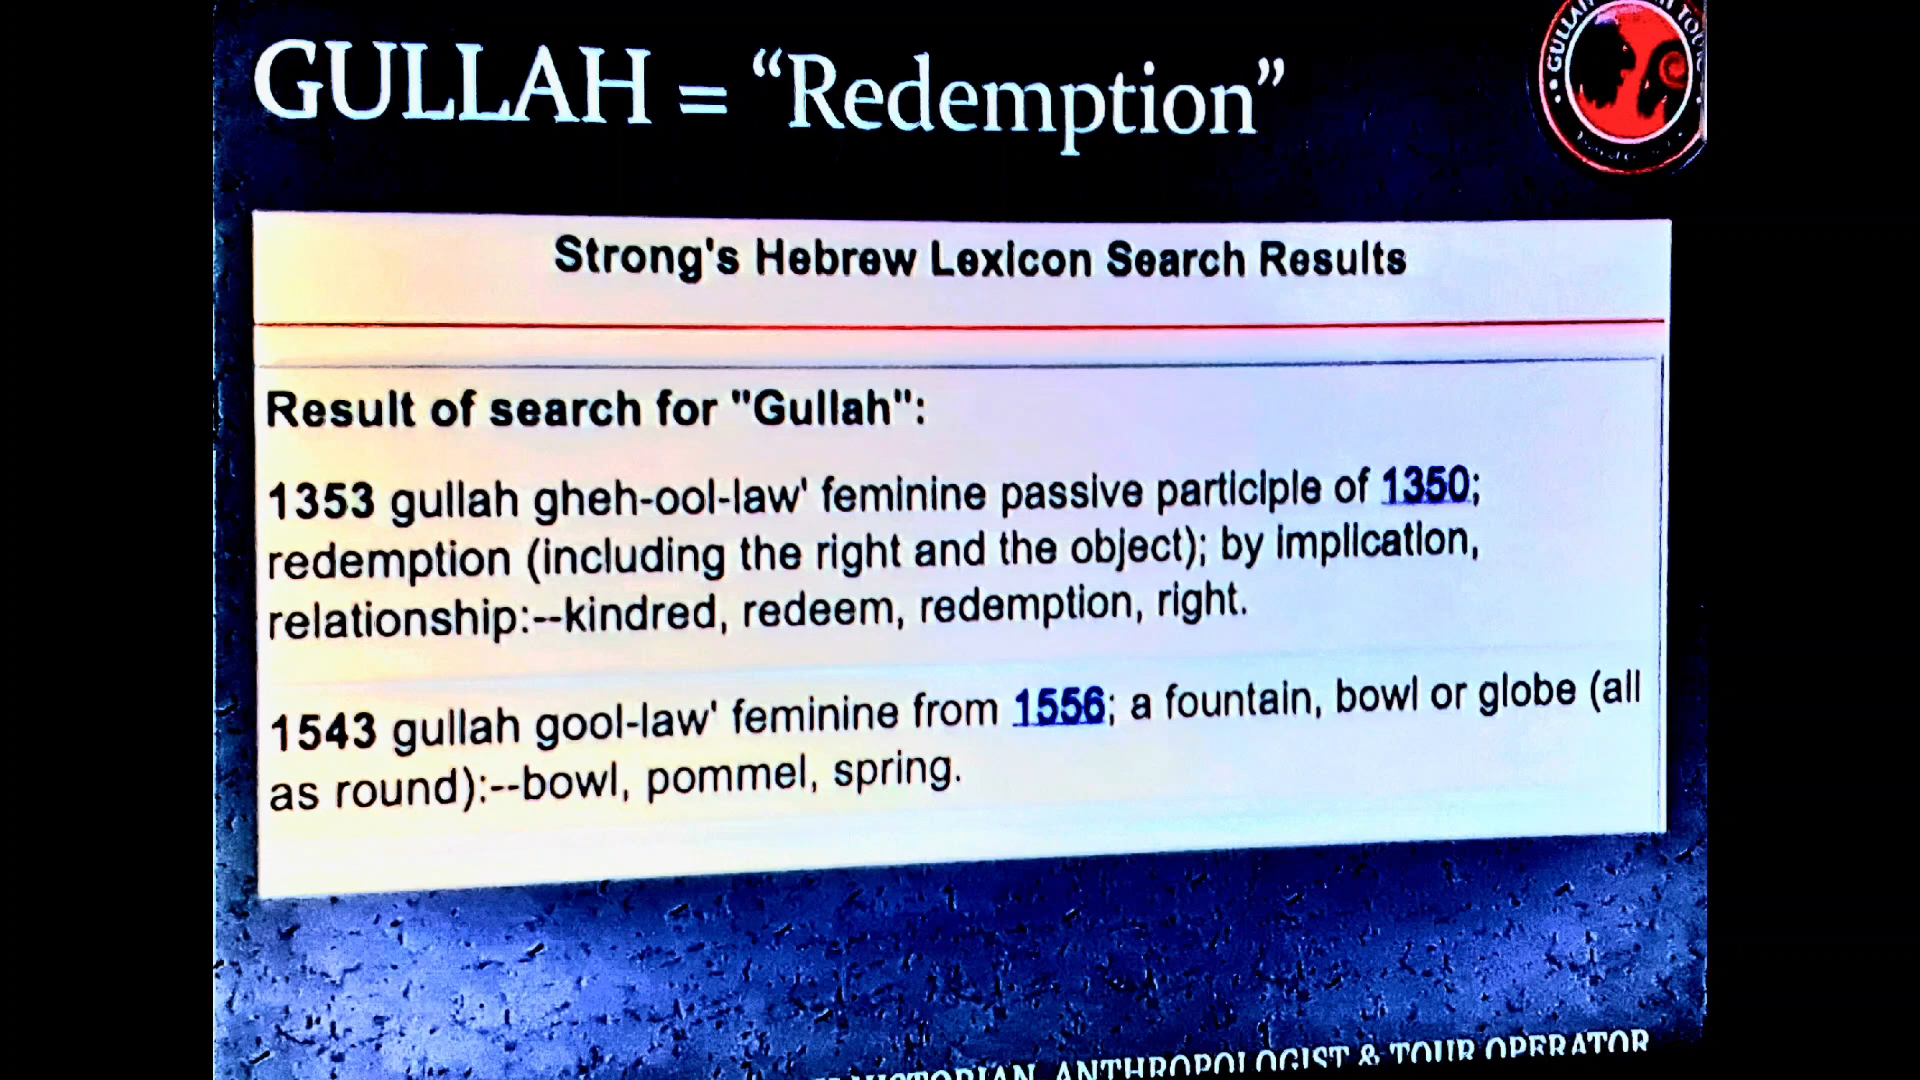 GULLAH = “Redemption”
GULLAH
Strong's Hebrew Lexicon Search Results
Result of search for "Gullah":
1353 gullah gheh-ool-law' feminine passive participle of 1350;
redemption (including the right and the object); by implication,
relationship:--kindred, redeem, redemption, right.
1543 gullah gool-law' feminine from 1556; a fountain, bowl or globe (all
as round):--bowl, pommel, spring.
ANTHROPOLOGIST & TOUR OPERATOR